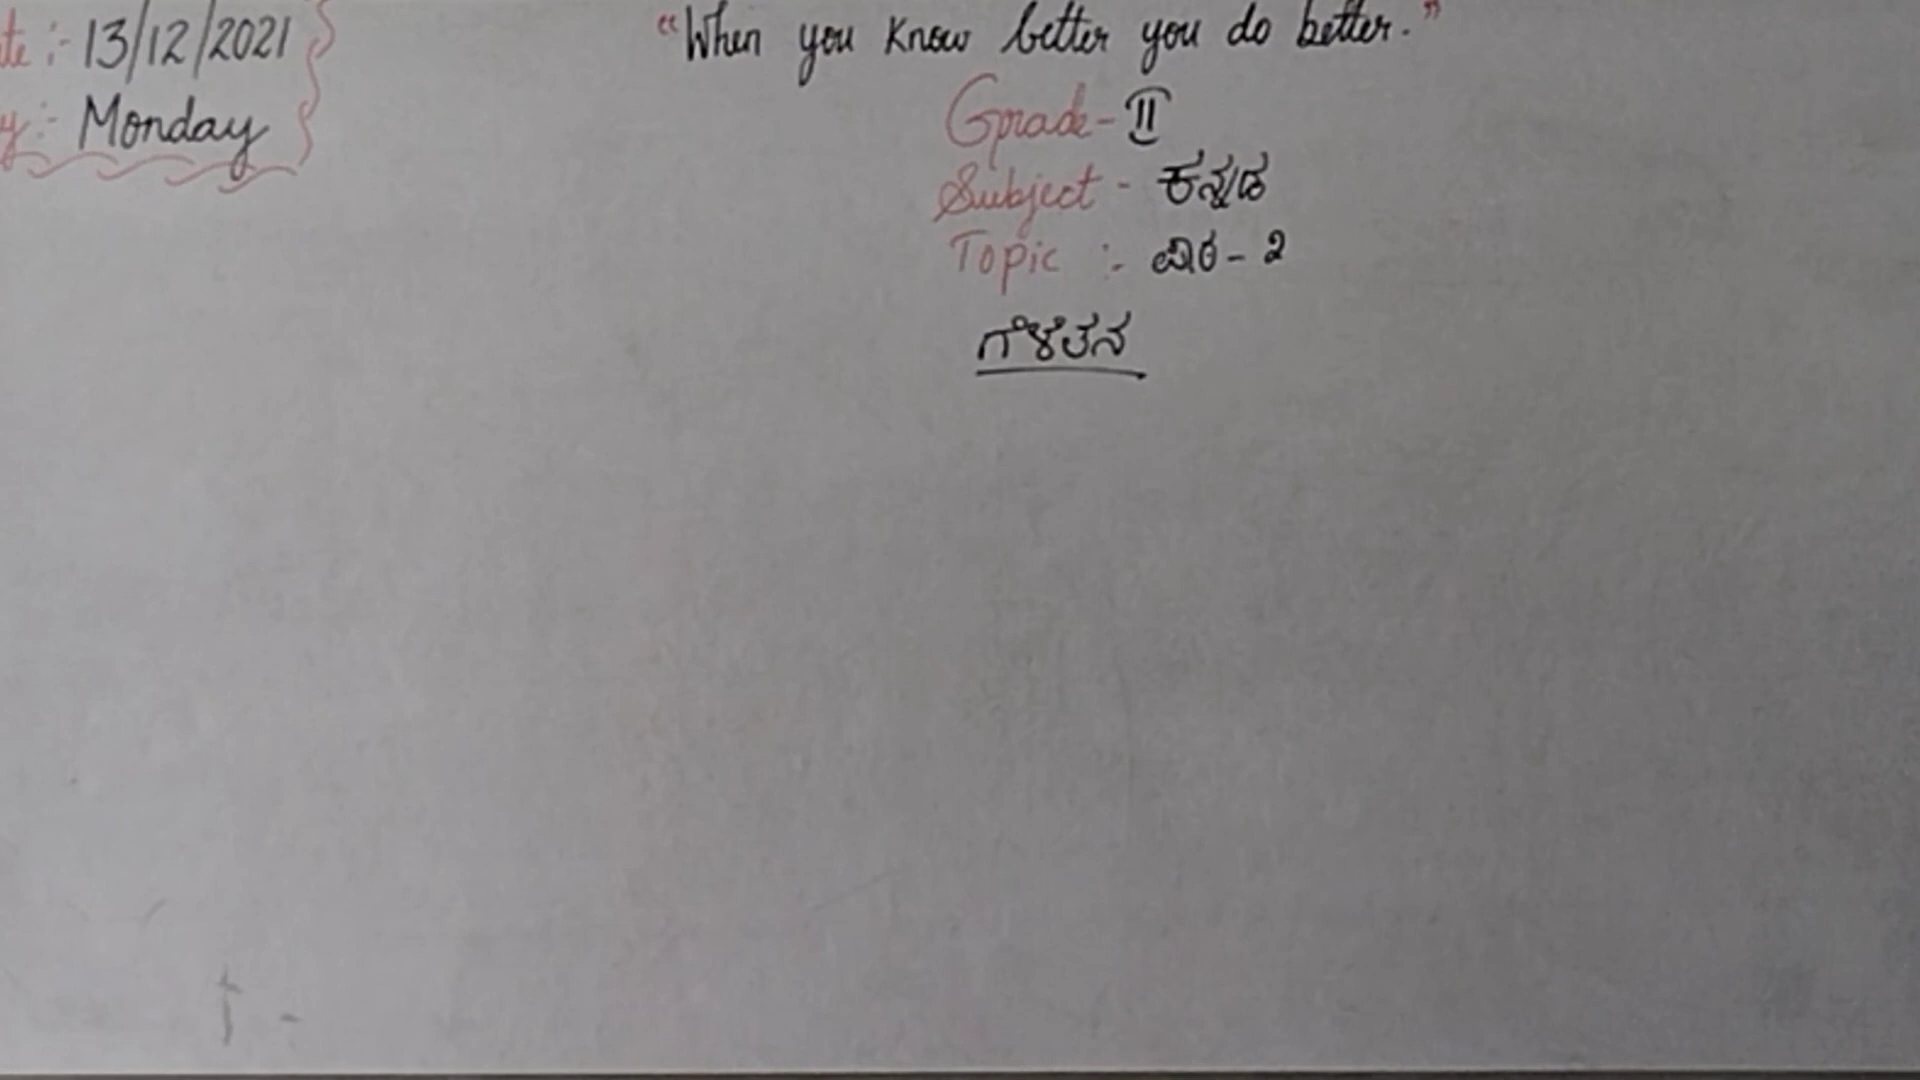 te :- 13/12/2021
y :- Monday
"When you know better you do better."
Grade - II
Subject - ಕನ್ನಡ
Topic :- ಪಾಠ - ೨
ಗೆಳೆತನ